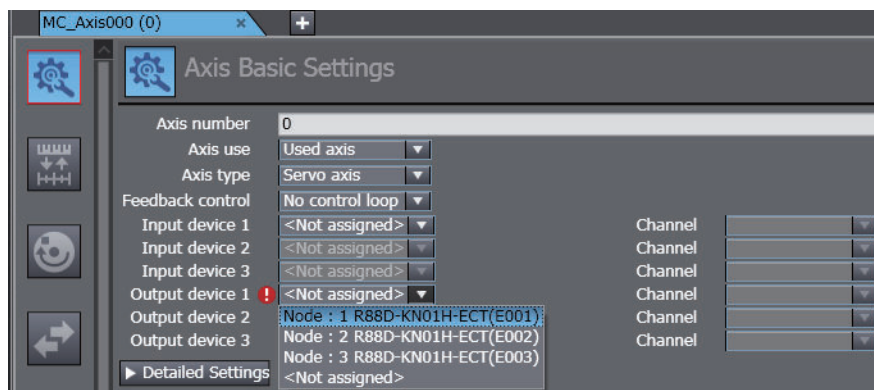 MC_Axis000 (0) × +
Axis Basic Settings
Axis number 0
Axis use Used axis
Axis type Servo axis
Feedback control No control loop
Input device 1 <Not assigned> Channel
Input device 2 <Not assigned> Channel
Input device 3 <Not assigned> Channel
Output device 1 <Not assigned> Channel
Output device 2 Node : 1 R88D-KN01H-ECT(E001) Channel
Output device 3 Node : 2 R88D-KN01H-ECT(E002) Channel
Node : 3 R88D-KN01H-ECT(E003)
Detailed Settings <Not assigned>